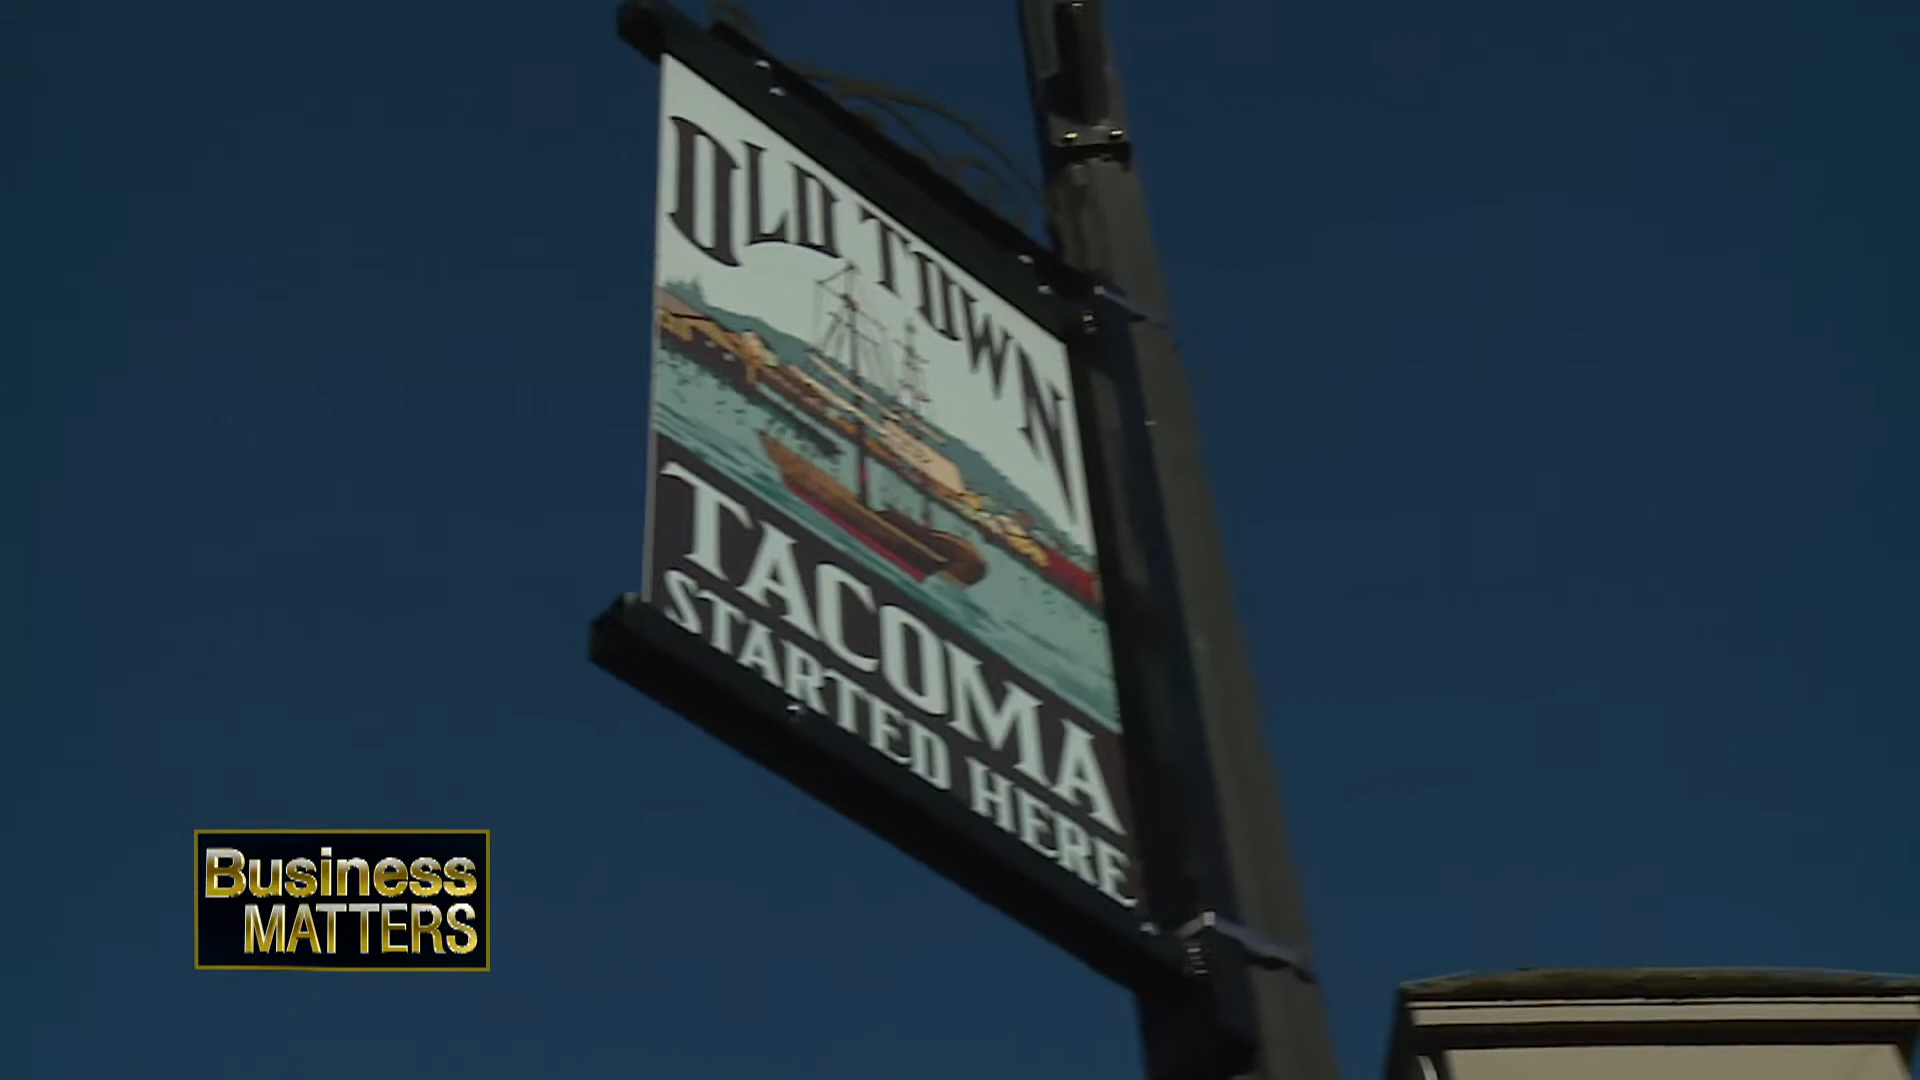 OLD TOWN
TACOMA
STARTED HERE
Business
MATTERS